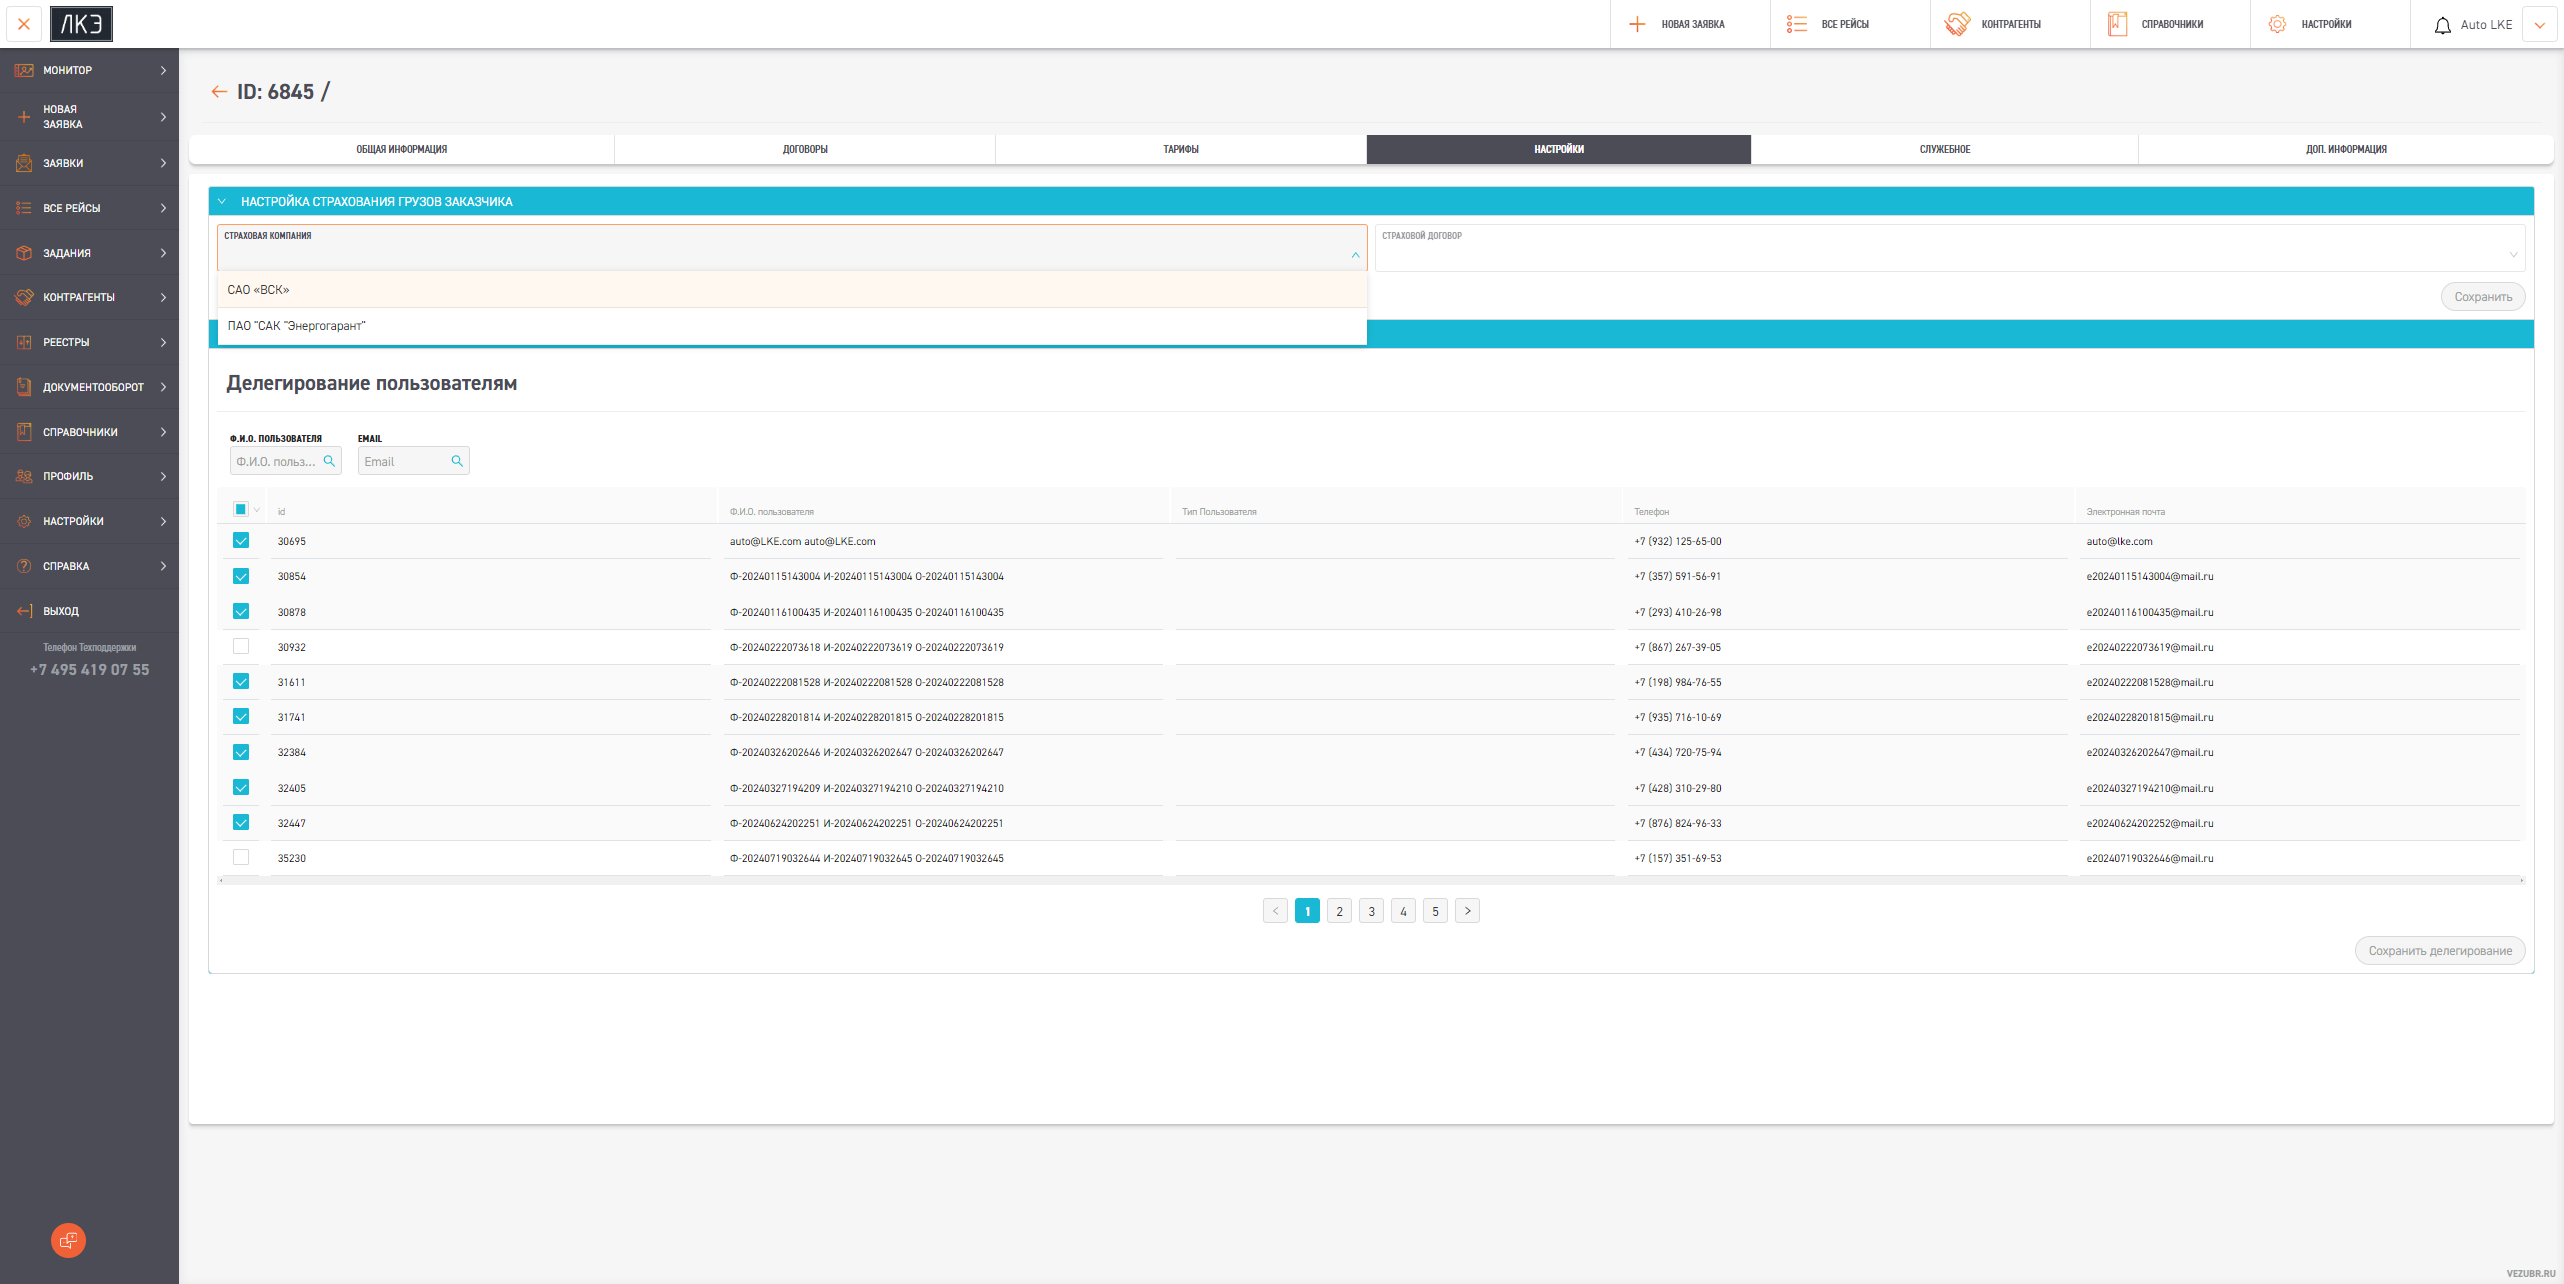 ЛКЭ
НОВАЯ ЗАЯВКА
ВСЕ РЕЙСЫ
КОНТРАГЕНТЫ
СПРАВОЧНИКИ
НАСТРОЙКИ
Auto LKE
МОНИТОР
НОВАЯ
ЗАЯВКА
ЗАЯВКИ
ВСЕ РЕЙСЫ
ЗАДАНИЯ
КОНТРАГЕНТЫ
РЕЕСТРЫ
ДОКУМЕНТООБОРОТ
СПРАВОЧНИКИ
ПРОФИЛЬ
НАСТРОЙКИ
СПРАВКА
ВЫХОД
Телефон Техподдержки
+7 495 419 07 55
ID: 6845 /
ОБЩАЯ ИНФОРМАЦИЯ
ДОГОВОРЫ
ТАРИФЫ
НАСТРОЙКИ
СЛУЖЕБНОЕ
ДОП. ИНФОРМАЦИЯ
НАСТРОЙКА СТРАХОВАНИЯ ГРУЗОВ ЗАКАЗЧИКА
СТРАХОВАЯ КОМПАНИЯ
СТРАХОВОЙ ДОГОВОР
САО «ВСК»
ПАО "САК "Энергогарант"
Сохранить
Делегирование пользователям
Ф.И.О. ПОЛЬЗОВАТЕЛЯ EMAIL
Ф.И.О. польз... Email
id Ф.И.О. пользователя Тип Пользователя Телефон Электронная почта
30695 auto@LKE.com auto@LKE.com +7 (932) 125-65-00 auto@lke.com
30854 Ф-20240115143004 И-20240115143004 О-20240115143004 +7 (357) 591-56-91 e20240115143004@mail.ru
30878 Ф-20240116100435 И-20240116100435 О-20240116100435 +7 (293) 410-26-98 e20240116100435@mail.ru
30932 Ф-20240222073618 И-20240222073619 О-20240222073619 +7 (867) 267-39-05 e20240222073619@mail.ru
31611 Ф-20240222081528 И-20240222081528 О-20240222081528 +7 (198) 984-76-55 e20240222081528@mail.ru
31741 Ф-20240228201814 И-20240228201815 О-20240228201815 +7 (935) 716-10-69 e20240228201815@mail.ru
32384 Ф-20240326202646 И-20240326202647 О-20240326202647 +7 (434) 720-75-94 e20240326202647@mail.ru
32405 Ф-20240327194209 И-20240327194210 О-20240327194210 +7 (428) 310-29-80 e20240327194210@mail.ru
32447 Ф-20240624202251 И-20240624202251 О-20240624202251 +7 (876) 824-96-33 e20240624202252@mail.ru
35230 Ф-20240719032644 И-20240719032645 О-20240719032645 +7 (157) 351-69-53 e20240719032646@mail.ru
1 2 3 4 5
Сохранить делегирование
VEZUBR.RU